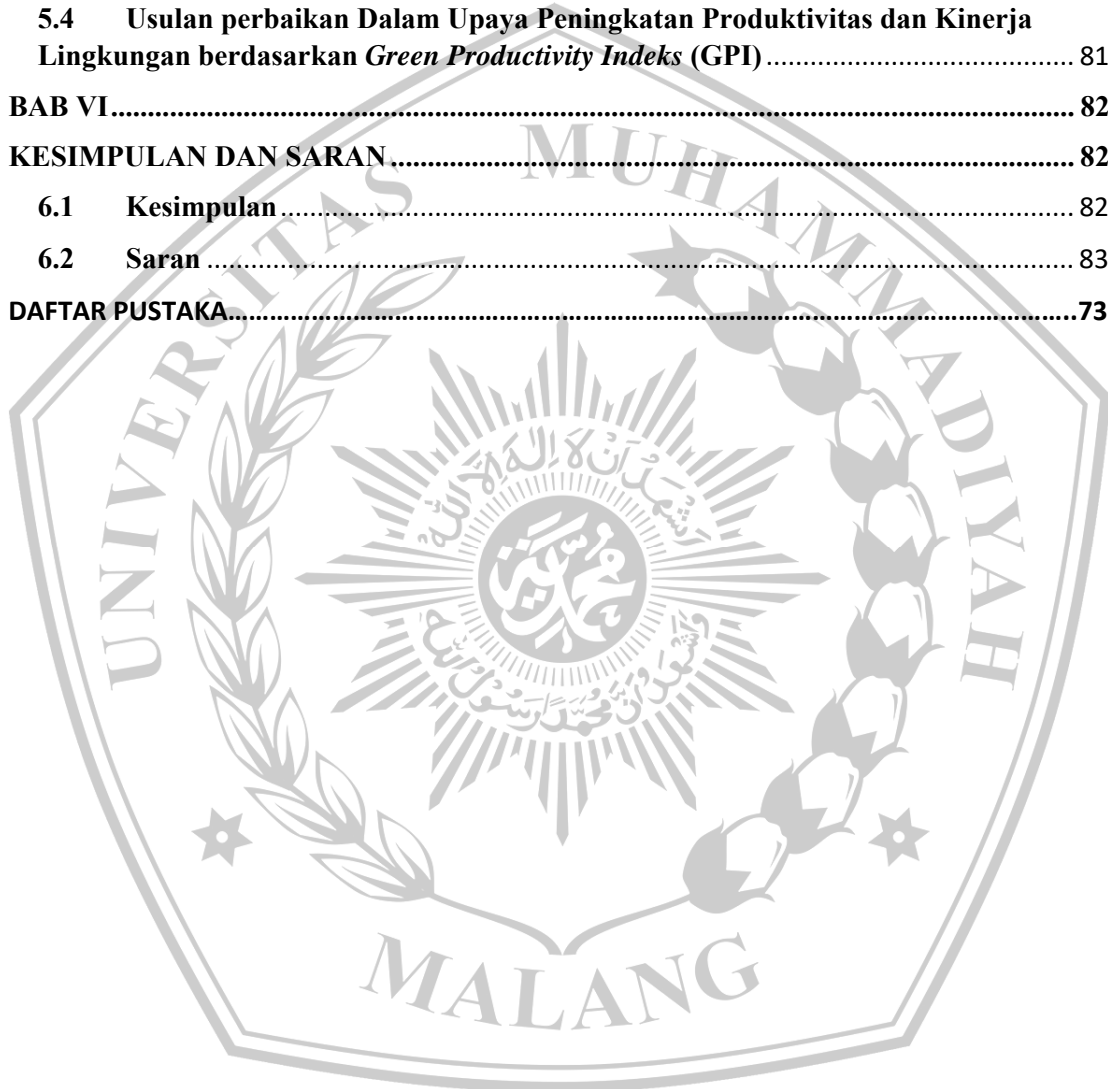 5.4 Usulan perbaikan Dalam Upaya Peningkatan Produktivitas dan Kinerja
Lingkungan berdasarkan Green Productivity Indeks (GPI) 81
BAB VI 82
KESIMPULAN DAN SARAN 82
6.1 Kesimpulan 82
6.2 Saran 83
DAFTAR PUSTAKA 73
UNIVERSITAS MUHAMMADIYAH
MALANG